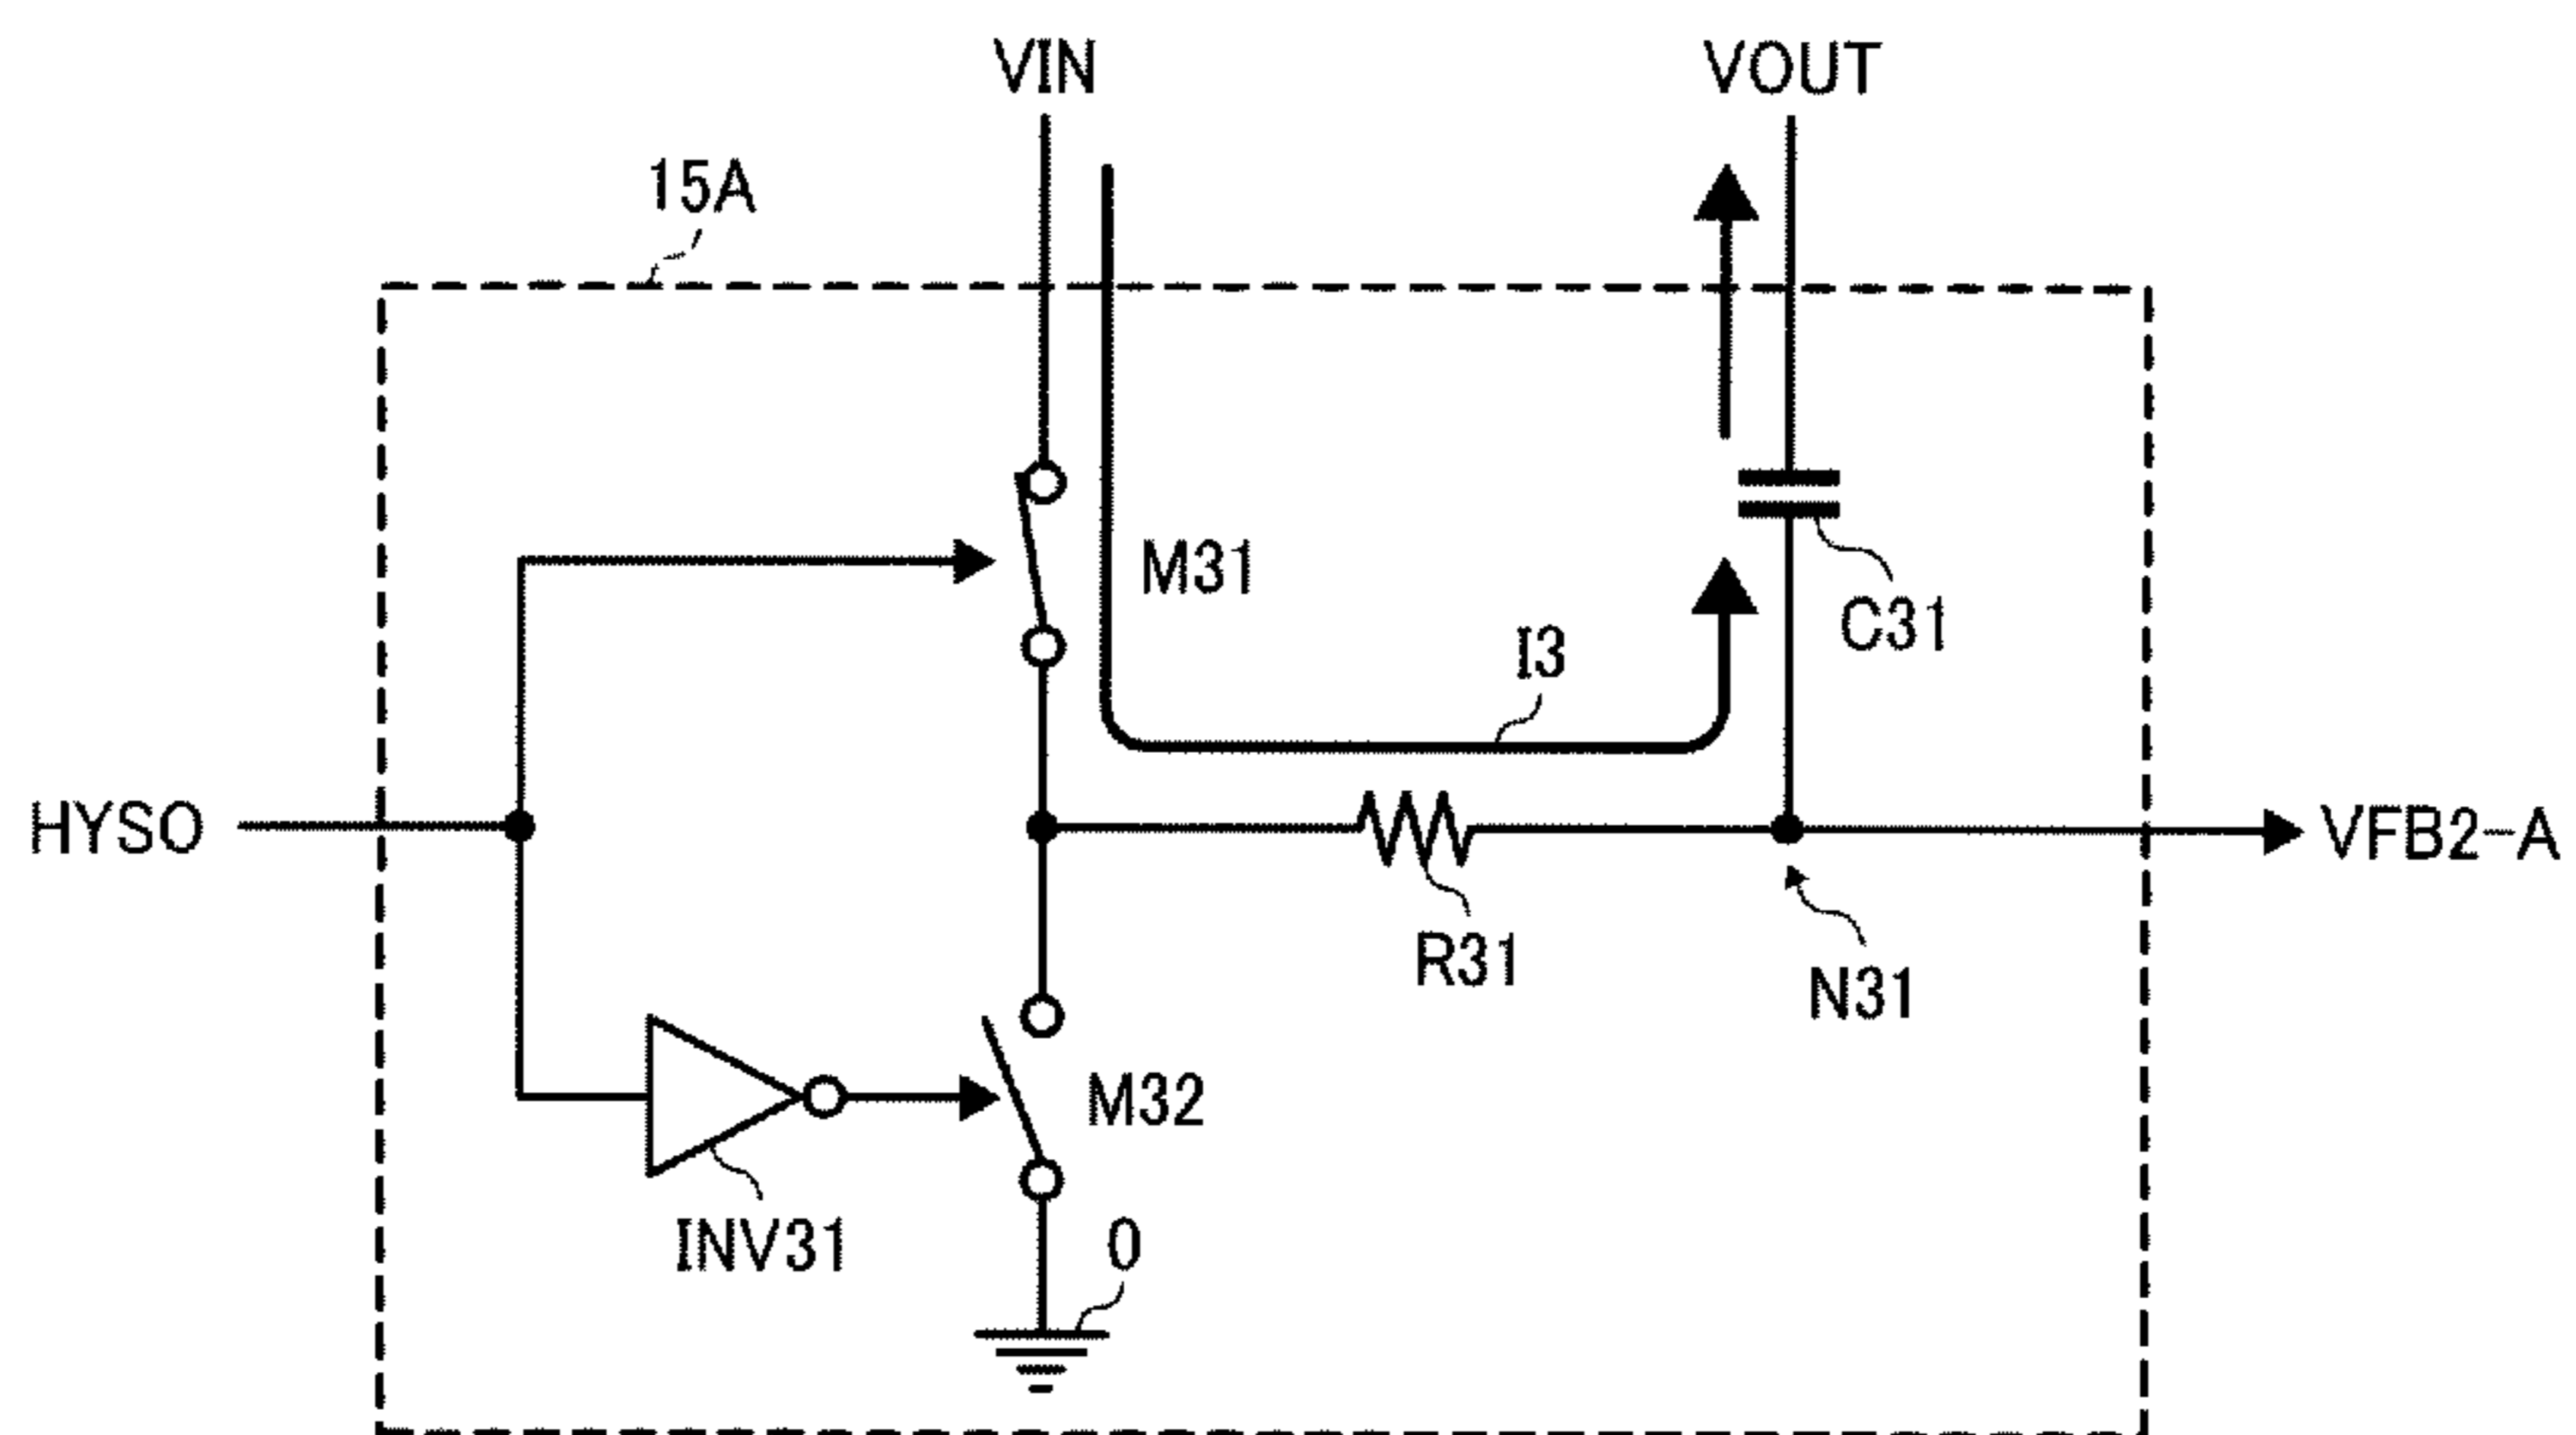 VIN
VOUT
15A
M31
C31
I3
HYSO
VFB2-A
R31
N31
M32
INV31
0